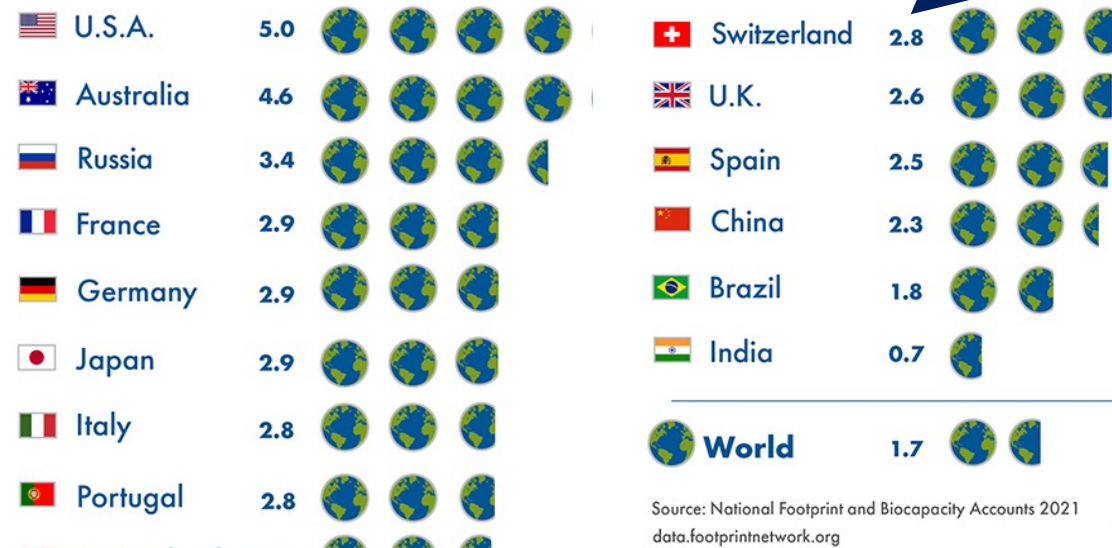 U.S.A. 5.0
Australia 4.6
Russia 3.4
France 2.9
Germany 2.9
Japan 2.9
Italy 2.8
Portugal 2.8
Switzerland 2.8
U.K. 2.6
Spain 2.5
China 2.3
Brazil 1.8
India 0.7
World 1.7
Source: National Footprint and Biocapacity Accounts 2021
data.footprintnetwork.org